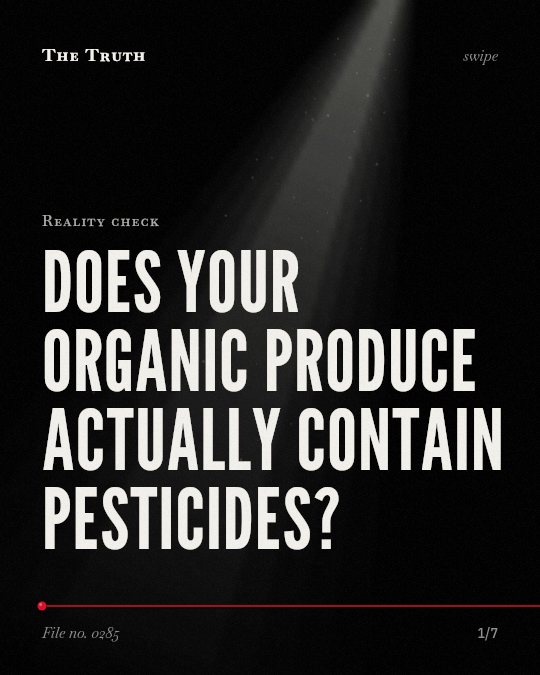 The Truth
swipe
Reality check
DOES YOUR
ORGANIC PRODUCE
ACTUALLY CONTAIN
PESTICIDES?
File no. 0285
1/7